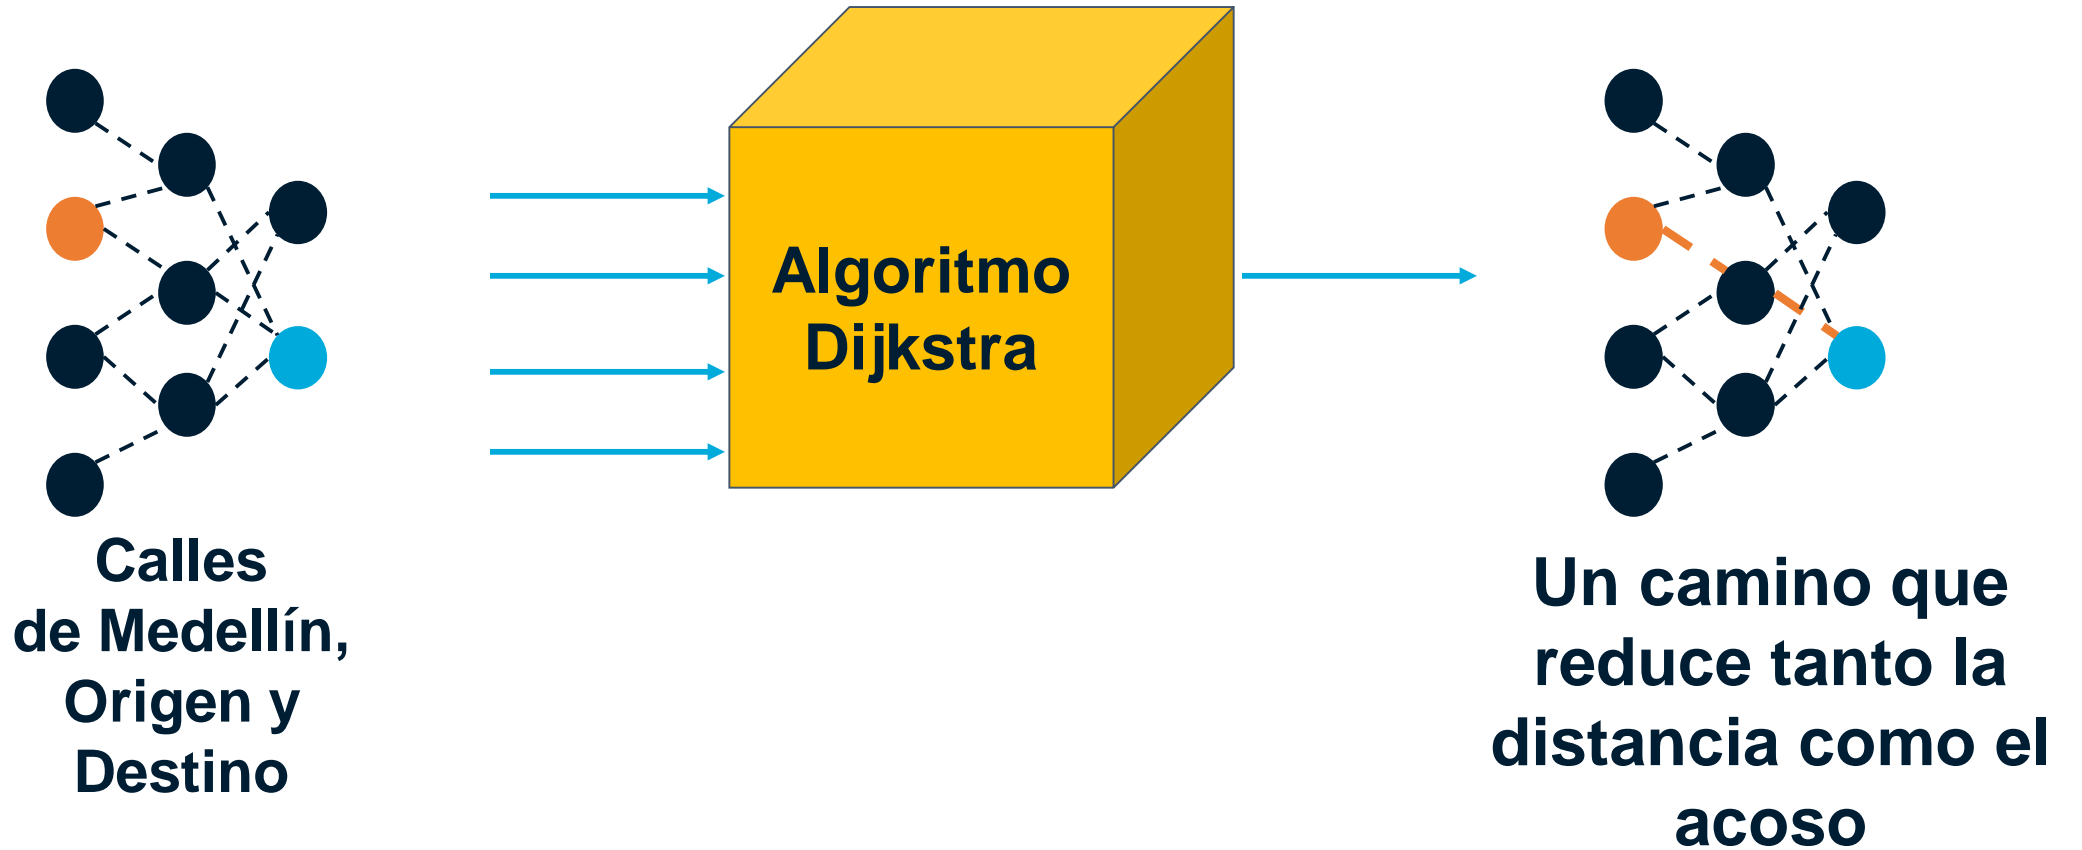 Calles
de Medellín,
Origen y
Destino
Algoritmo
Dijkstra
Un camino que
reduce tanto la
distancia como el
acoso